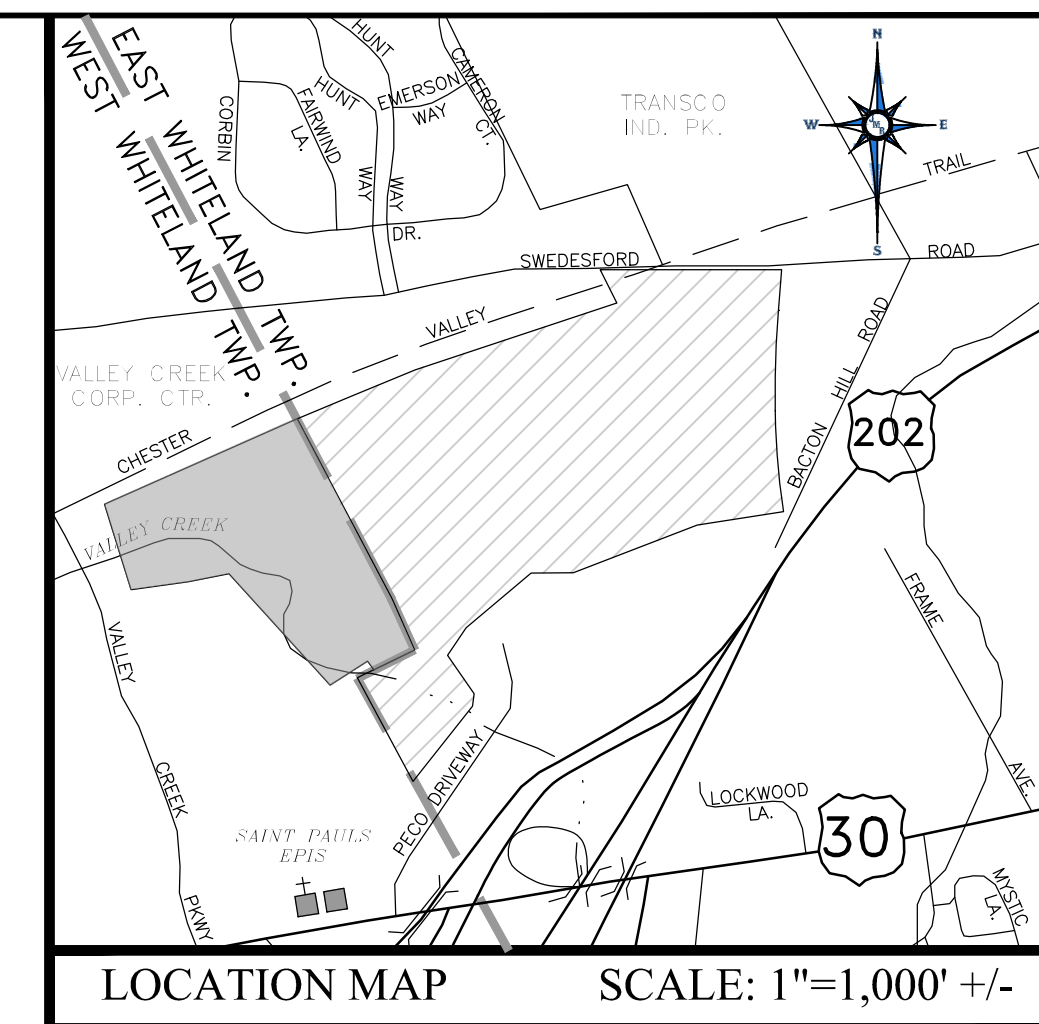 EAST WHITELAND TWP.
WEST WHITELAND TWP.
HUNT
HUNT
WAY
WAY
CORBIN
DR.
FAIRWIND
LA.
EMERSON
WAY
CAMERON
CT.
TRANSCO
IND. PK.
N
W
E
S
JMR
TRAIL
SWEDESFORD
ROAD
VALLEY
CHESTER
VALLEY CREEK
CORP. CTR.
BACTON HILL ROAD
202
VALLEY CREEK
VALLEY
CREEK
PKWY
FRAME
AVE.
PECO DRIVEWAY
LOCKWOOD
LA.
30
SAINT PAULS
EPIS
MYSTIC
LA.
LOCATION MAP
SCALE: 1"=1,000' +/-